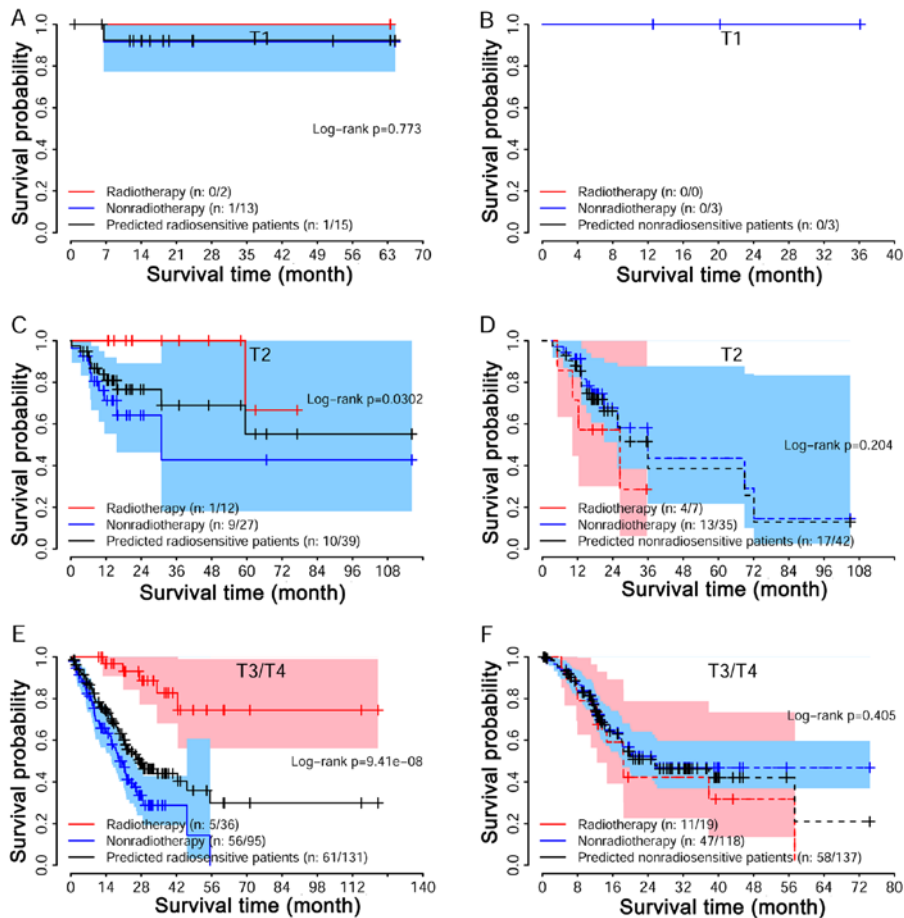 A
T1
Survival probability
0.0 0.2 0.4 0.6 0.8 1.0
Log-rank p=0.773
Radiotherapy (n: 0/2)
Nonradiotherapy (n: 1/13)
Predicted radiosensitive patients (n: 1/15)
0 7 14 21 28 35 42 49 56 63 70
Survival time (month)
B
T1
Survival probability
0.0 0.2 0.4 0.6 0.8 1.0
Radiotherapy (n: 0/0)
Nonradiotherapy (n: 0/3)
Predicted nonradiosensitive patients (n: 0/3)
0 4 8 12 16 20 24 28 32 36 40
Survival time (month)
C
T2
Survival probability
0.0 0.2 0.4 0.6 0.8 1.0
Log-rank p=0.0302
Radiotherapy (n: 1/12)
Nonradiotherapy (n: 9/27)
Predicted radiosensitive patients (n: 10/39)
0 12 24 36 48 60 72 84 96 108
Survival time (month)
D
T2
Survival probability
0.0 0.2 0.4 0.6 0.8 1.0
Log-rank p=0.204
Radiotherapy (n: 4/7)
Nonradiotherapy (n: 13/35)
Predicted nonradiosensitive patients (n: 17/42)
0 12 24 36 48 60 72 84 96 108
Survival time (month)
E
T3/T4
Survival probability
0.0 0.2 0.4 0.6 0.8 1.0
Log-rank p=9.41e-08
Radiotherapy (n: 5/36)
Nonradiotherapy (n: 56/95)
Predicted radiosensitive patients (n: 61/131)
0 14 28 42 56 70 84 98 112 126 140
Survival time (month)
F
T3/T4
Survival probability
0.0 0.2 0.4 0.6 0.8 1.0
Log-rank p=0.405
Radiotherapy (n: 11/19)
Nonradiotherapy (n: 47/118)
Predicted nonradiosensitive patients (n: 58/137)
0 8 16 24 32 40 48 56 64 72 80
Survival time (month)